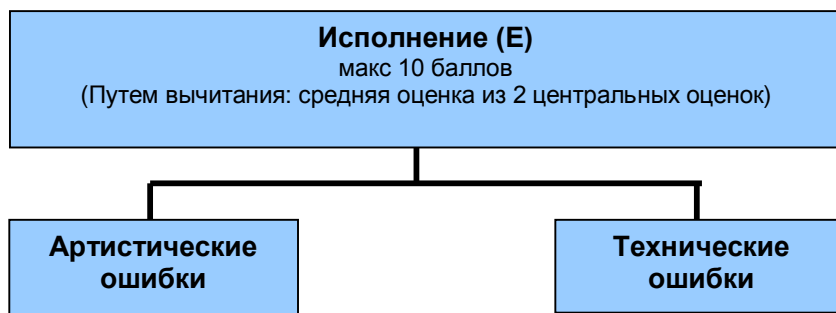 Исполнение (E)
макс 10 баллов
(Путем вычитания: средняя оценка из 2 центральных оценок)
Артистические
ошибки
Технические
ошибки